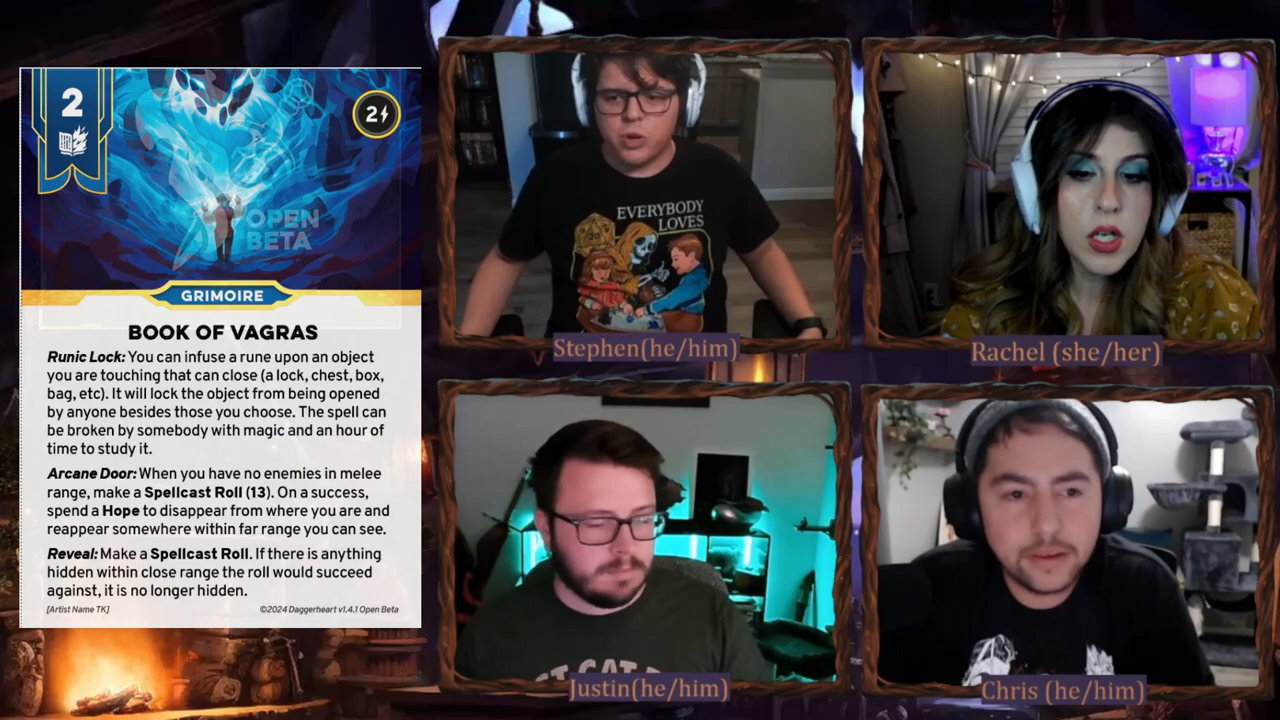 2
2
OPEN
BETA
GRIMOIRE
BOOK OF VAGRAS
Runic Lock: You can infuse a rune upon an object
you are touching that can close (a lock, chest, box,
bag, etc). It will lock the object from being opened
by anyone besides those you choose. The spell can
be broken by somebody with magic and an hour of
time to study it.
Arcane Door: When you have no enemies in melee
range, make a Spellcast Roll (13). On a success,
spend a Hope to disappear from where you are and
reappear somewhere within far range you can see.
Reveal: Make a Spellcast Roll. If there is anything
hidden within close range the roll would succeed
against, it is no longer hidden.
[Artist Name TK]
©2024 Daggerheart v1.4.1 Open Beta
EVERYBODY
LOVES
Stephen(he/him)
Rachel (she/her)
CAT
Justin(he/him)
Chris (he/him)